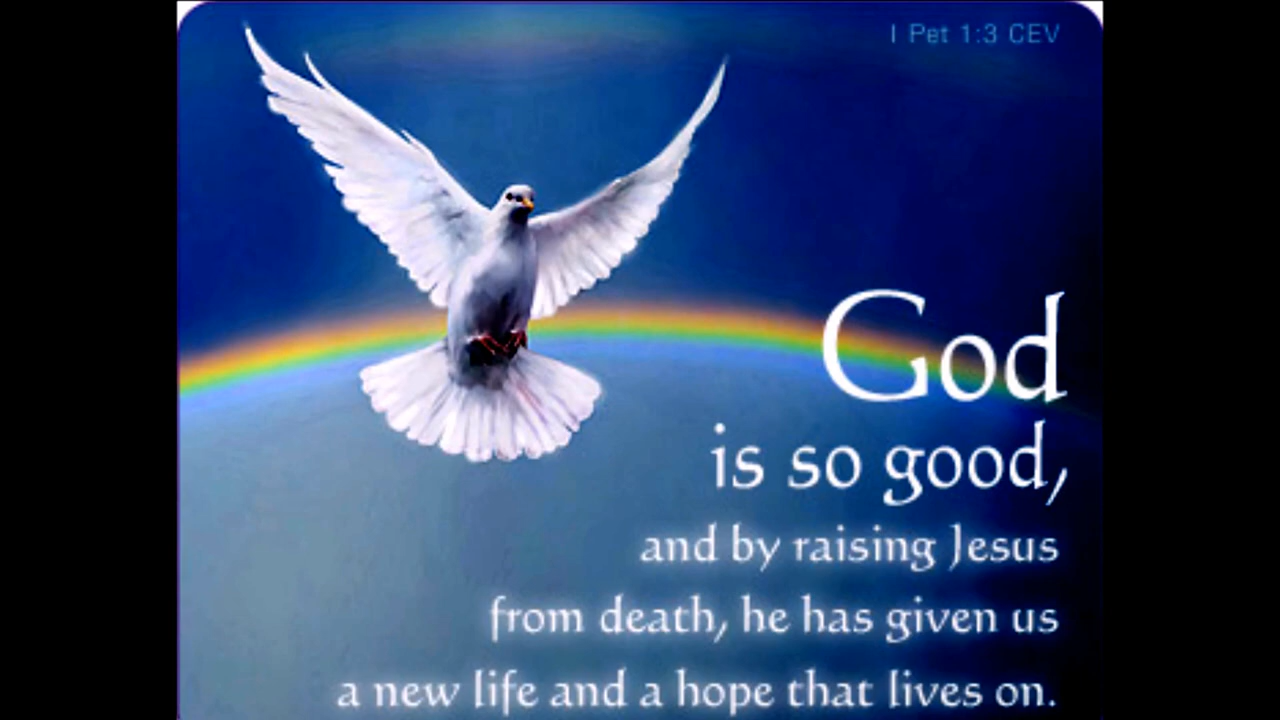 I Pet 1:3 CEV
God
is so good,
and by raising Jesus
from death, he has given us
a new life and a hope that lives on.